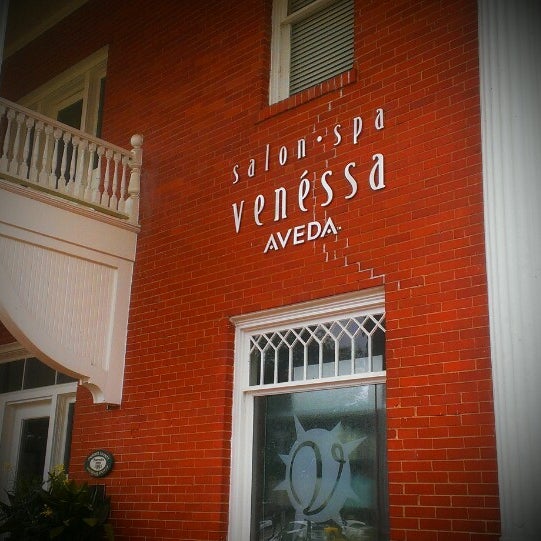 salon · spa
venéssa
AVEDA
V